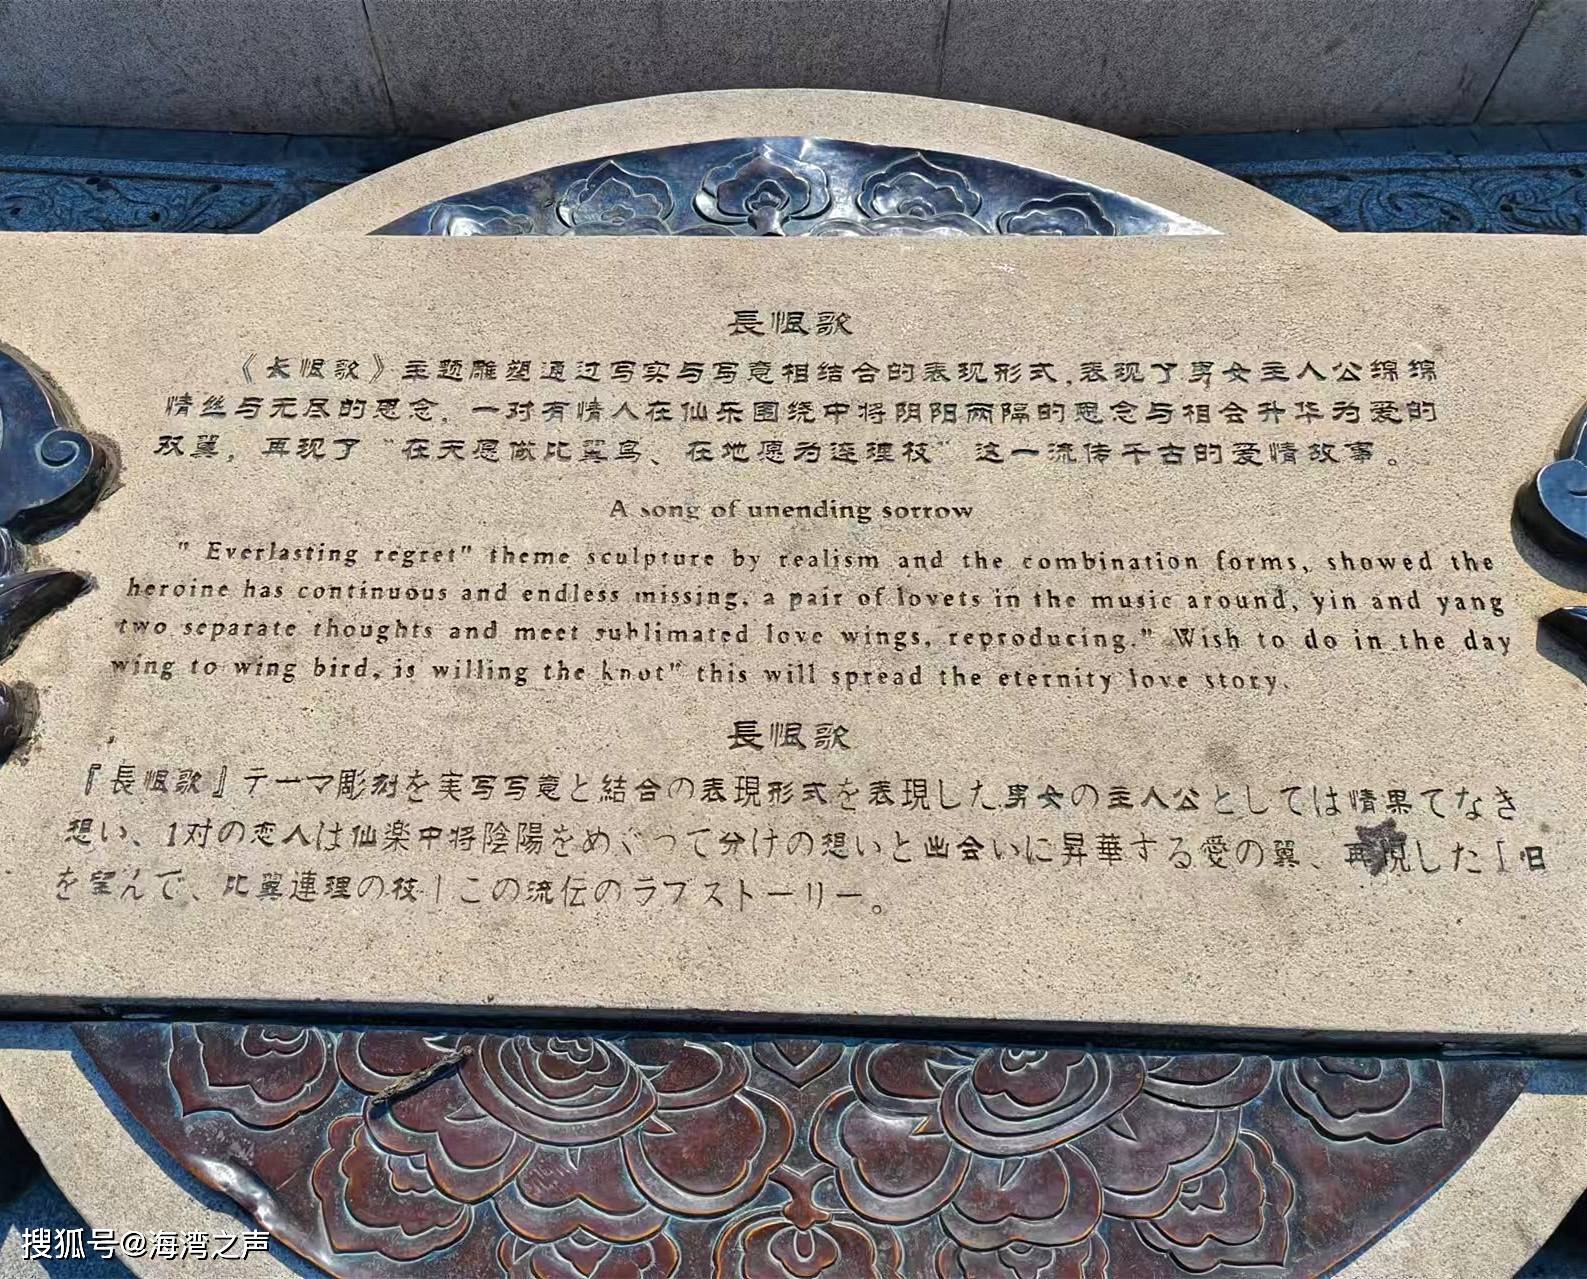 長恨歌
《长恨歌》主题雕塑通过写实与写意相结合的表现形式,表现了男女主人公绵绵
情丝与无尽的思念，一对有情人在仙乐围绕中将阴阳两隔的思念与相会升华为爱的
双翼，再现了“在天愿做比翼鸟、在地愿为连理枝”这一流传千古的爱情故事。
A song of unending sorrow
" Everlasting regret" theme sculpture by realism and the combination forms, showed the
heroine has continuous and endless missing, a pair of lovets in the music around, yin and yang
two separate thoughts and meet sublimated love wings, reproducing." Wish to do in the day
wing to wing bird, is willing the knot" this will spread the eternity love story.
長恨歌
『長恨歌』テーマ彫刻を実写写意と結合の表現形式を表現した男女の主人公としては情果てなき
想い、1対の恋人は仙楽中将陰陽をめぐって分けの想いと出会いに昇華する愛の翼、再現した「旧
を望んで、比翼連理の枝」この流伝のラブストーリー。
搜狐号@海湾之声